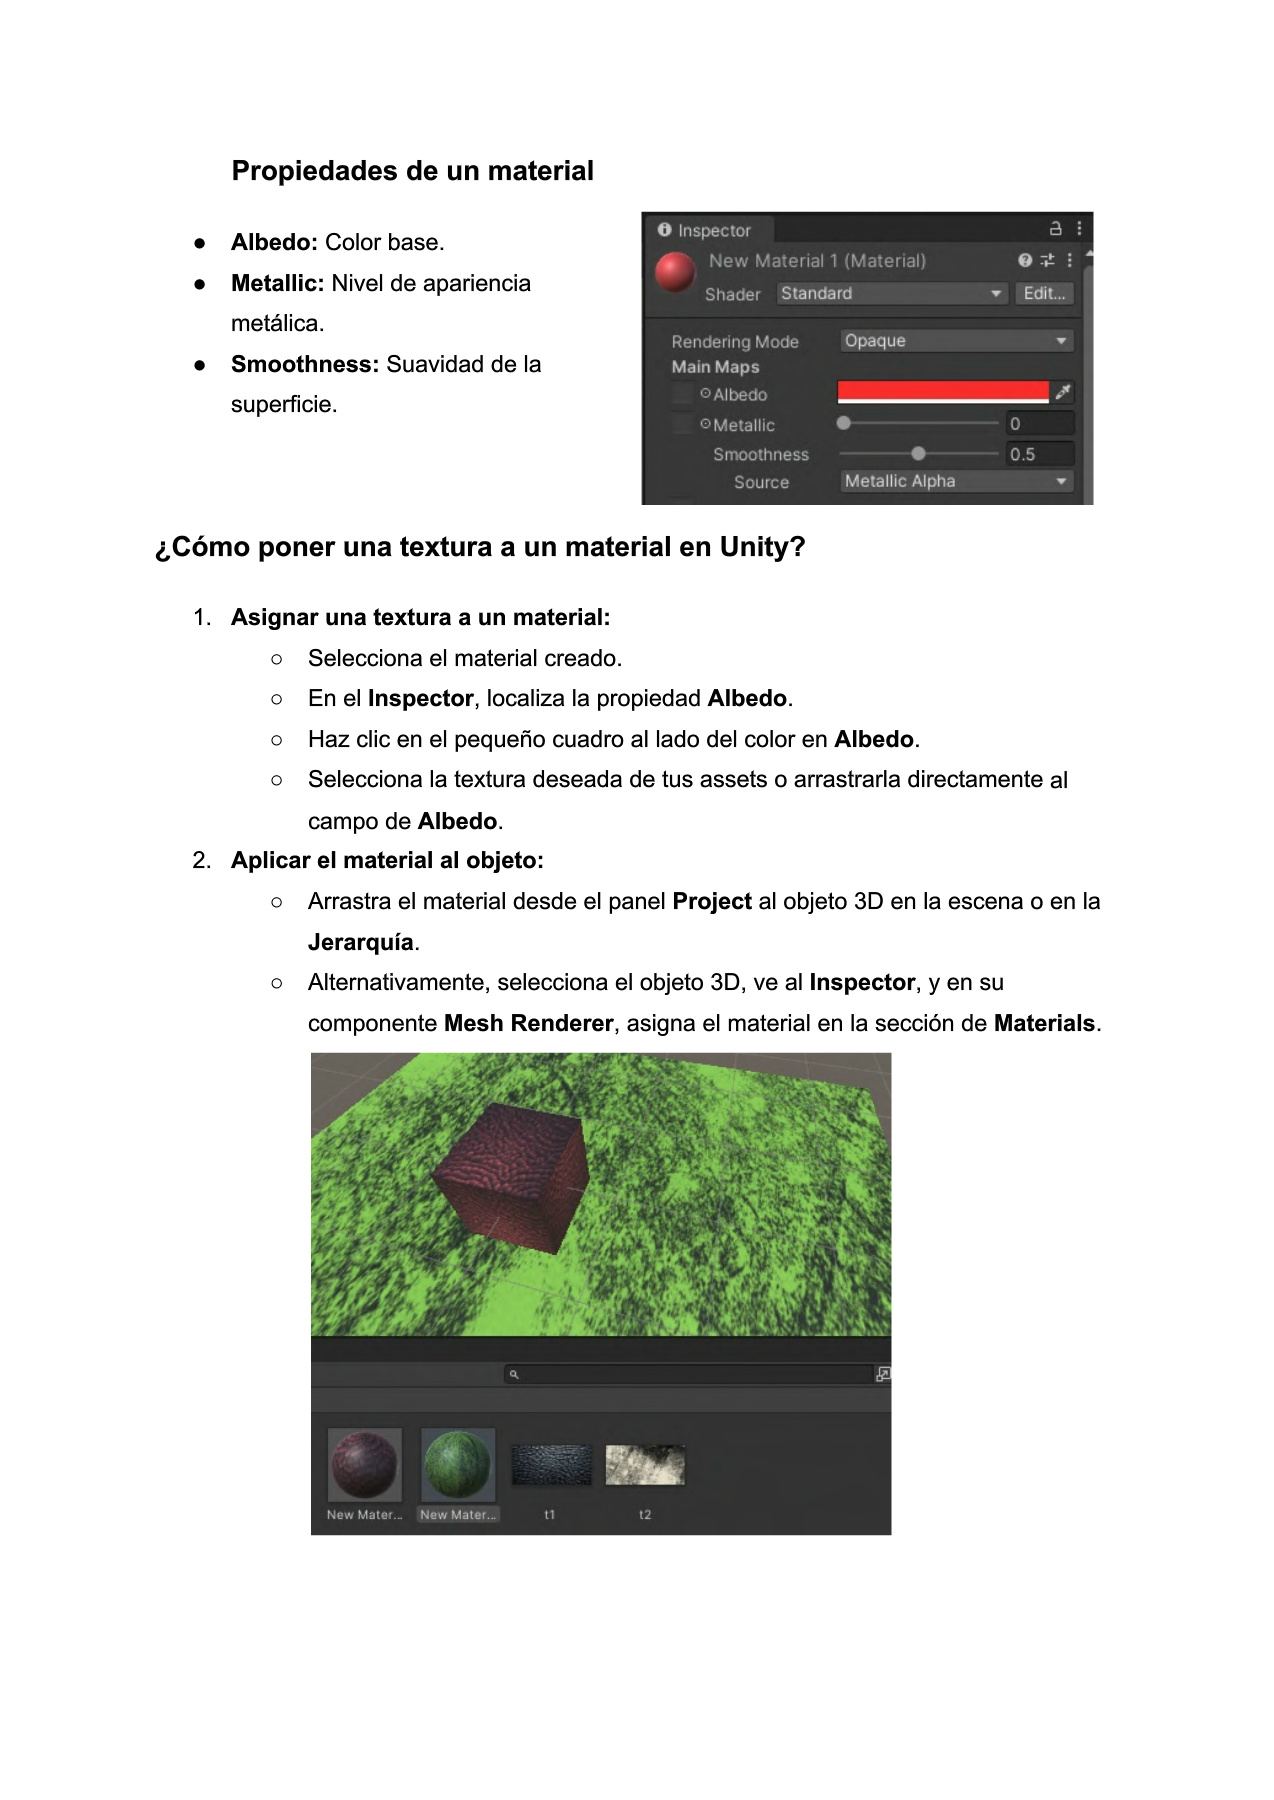 Propiedades de un material
● Albedo: Color base.
● Metallic: Nivel de apariencia
metálica.
● Smoothness: Suavidad de la
superficie.
Inspector
New Material 1 (Material)
Shader Standard Edit...
Rendering Mode Opaque
Main Maps
Albedo
Metallic 0
Smoothness 0.5
Source Metallic Alpha
¿Cómo poner una textura a un material en Unity?
1. Asignar una textura a un material:
○ Selecciona el material creado.
○ En el Inspector, localiza la propiedad Albedo.
○ Haz clic en el pequeño cuadro al lado del color en Albedo.
○ Selecciona la textura deseada de tus assets o arrastrarla directamente al
campo de Albedo.
2. Aplicar el material al objeto:
○ Arrastra el material desde el panel Project al objeto 3D en la escena o en la
Jerarquía.
○ Alternativamente, selecciona el objeto 3D, ve al Inspector, y en su
componente Mesh Renderer, asigna el material en la sección de Materials.
New Mater... New Mater... t1 t2